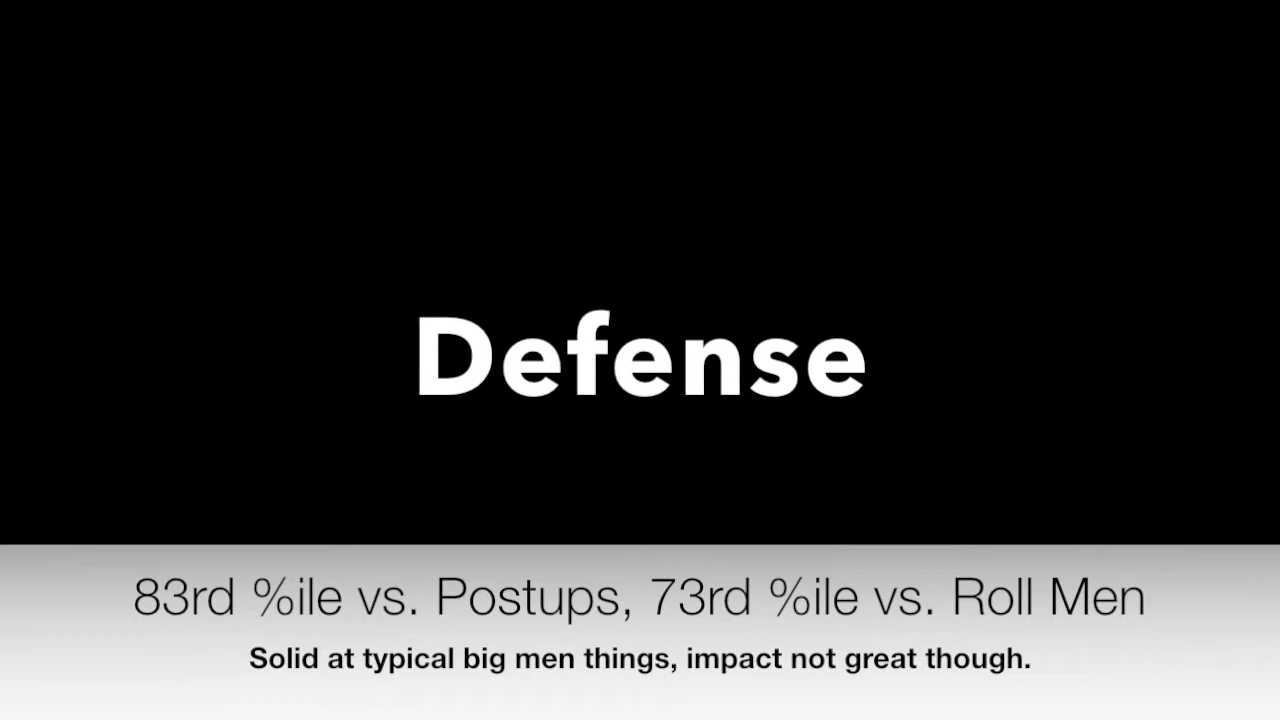 Defense
83rd %ile vs. Postups, 73rd %ile vs. Roll Men
Solid at typical big men things, impact not great though.